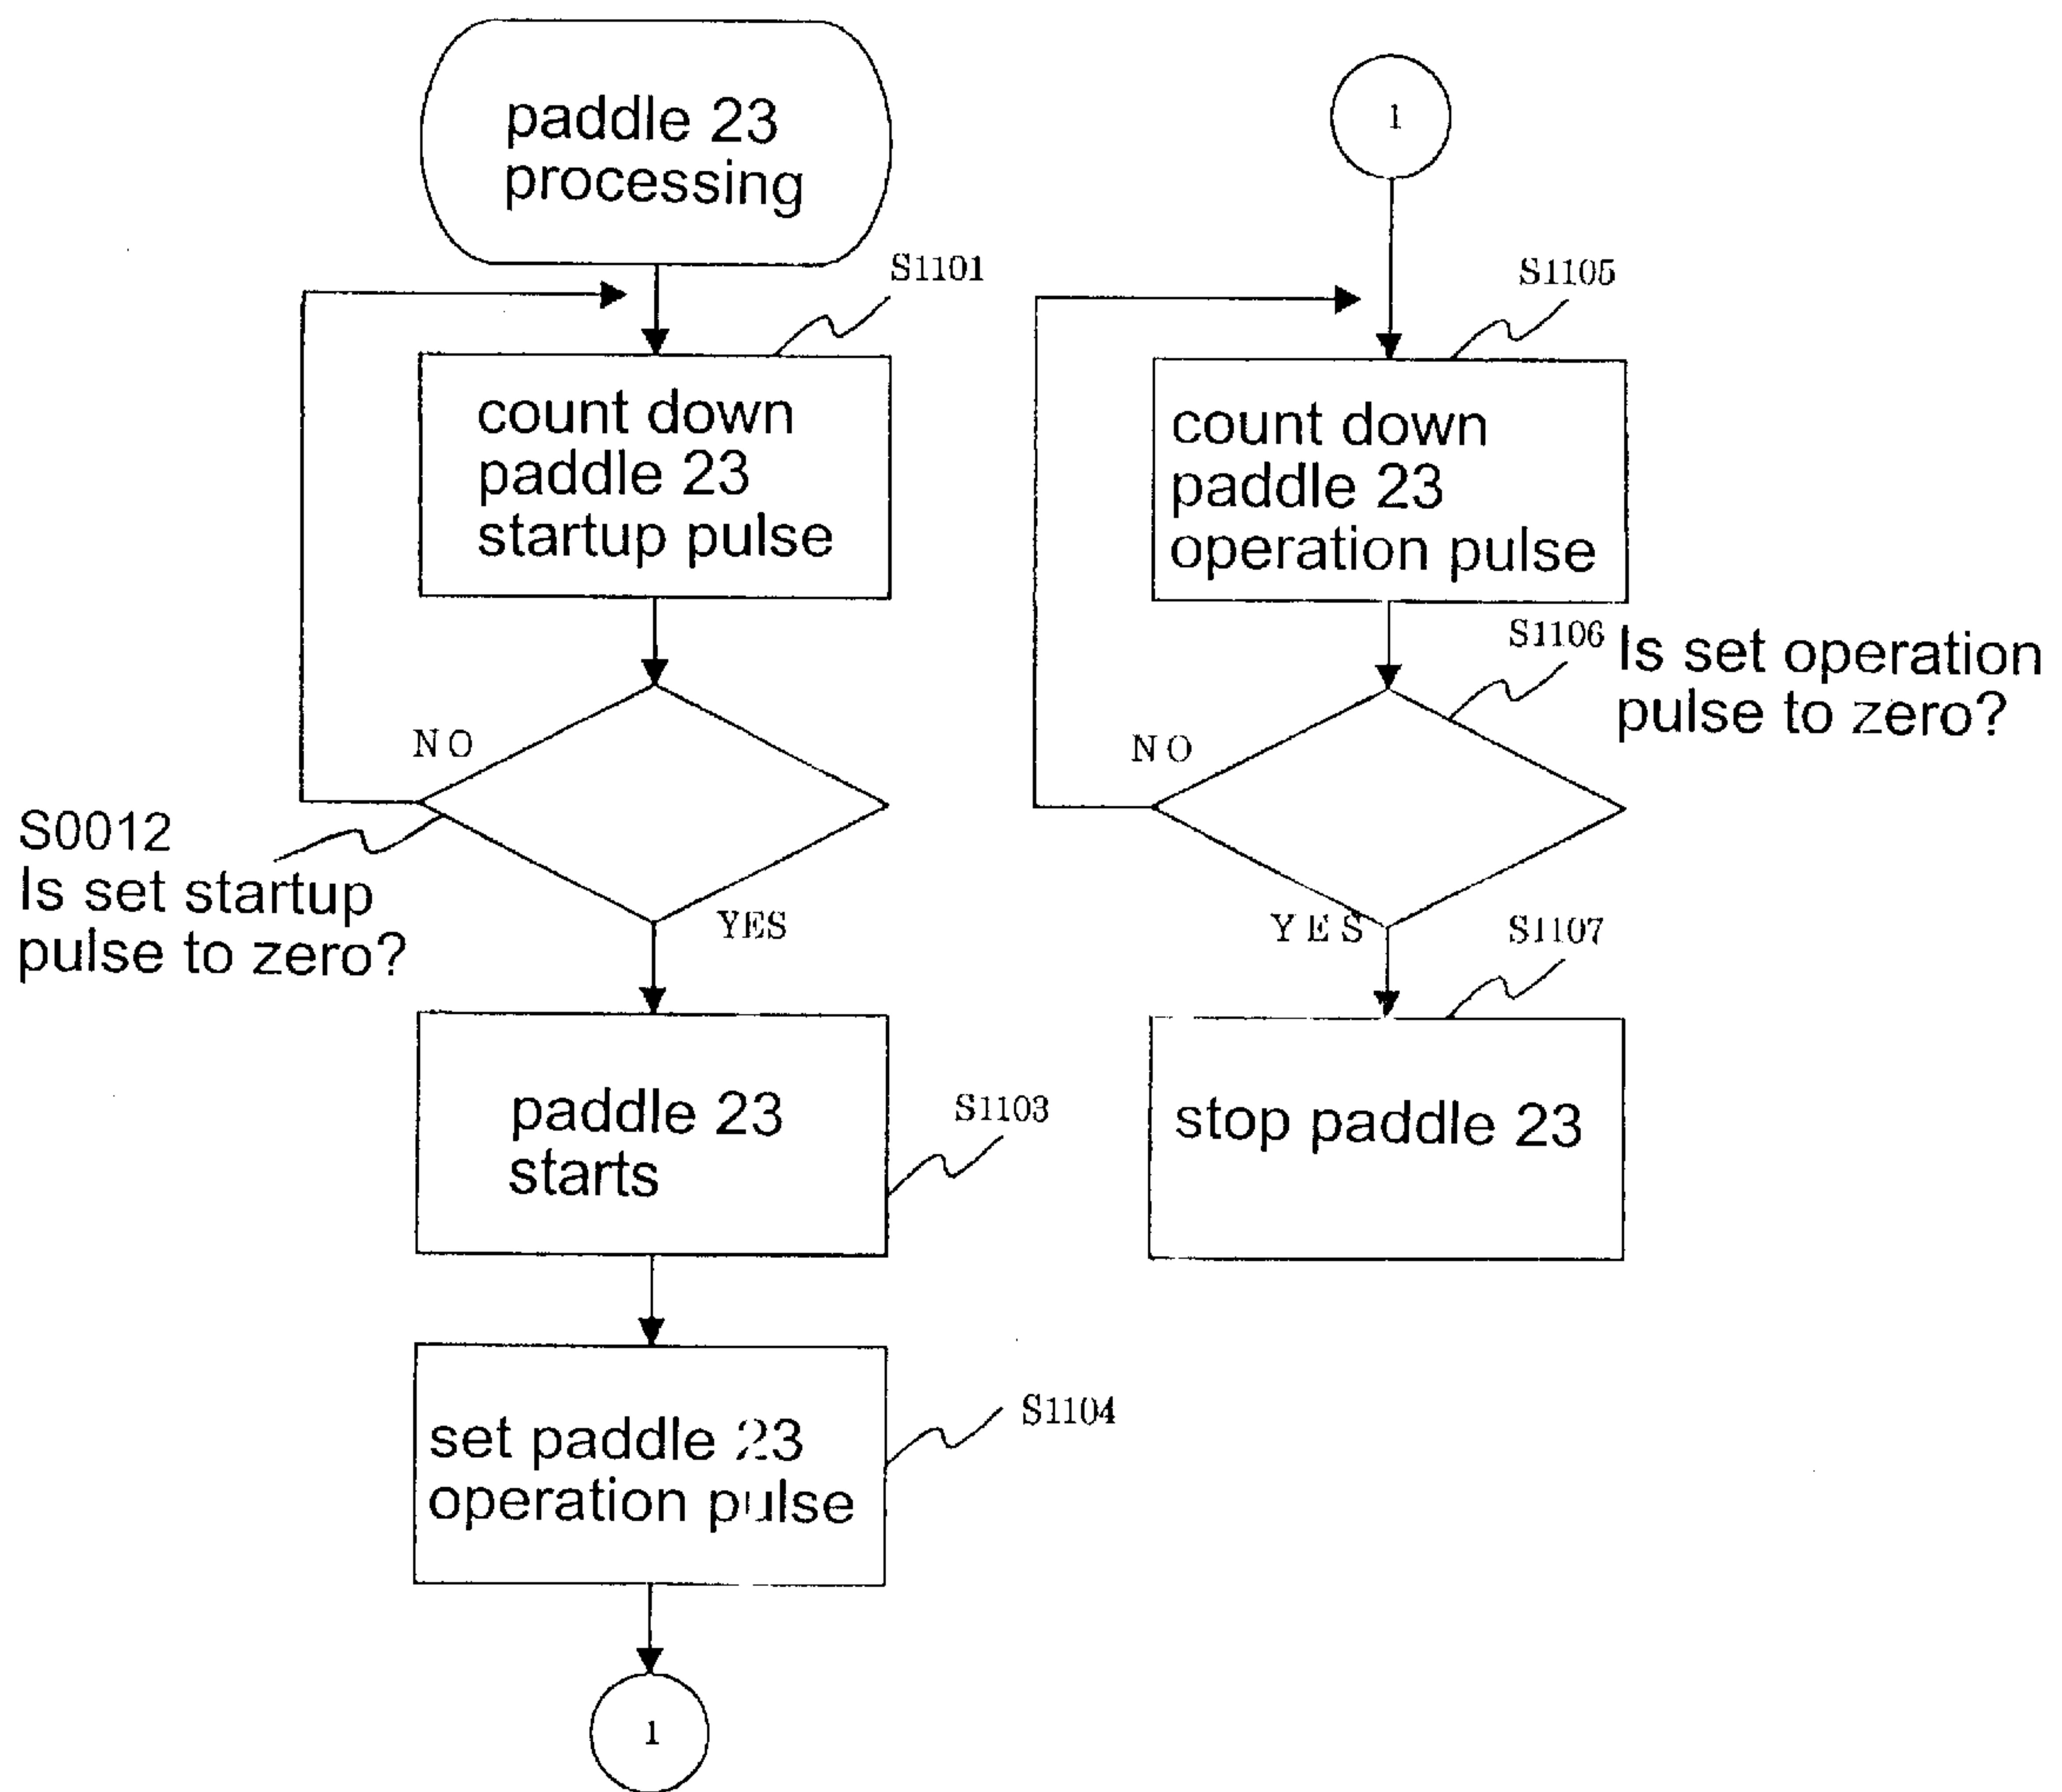 paddle 23
processing
S1101
count down
paddle 23
startup pulse
NO
S0012
Is set startup
pulse to zero?
YES
paddle 23
starts
S1103
set paddle 23
operation pulse
S1104
1
1
S1105
count down
paddle 23
operation pulse
S1106
Is set operation
pulse to zero?
NO
YES
S1107
stop paddle 23